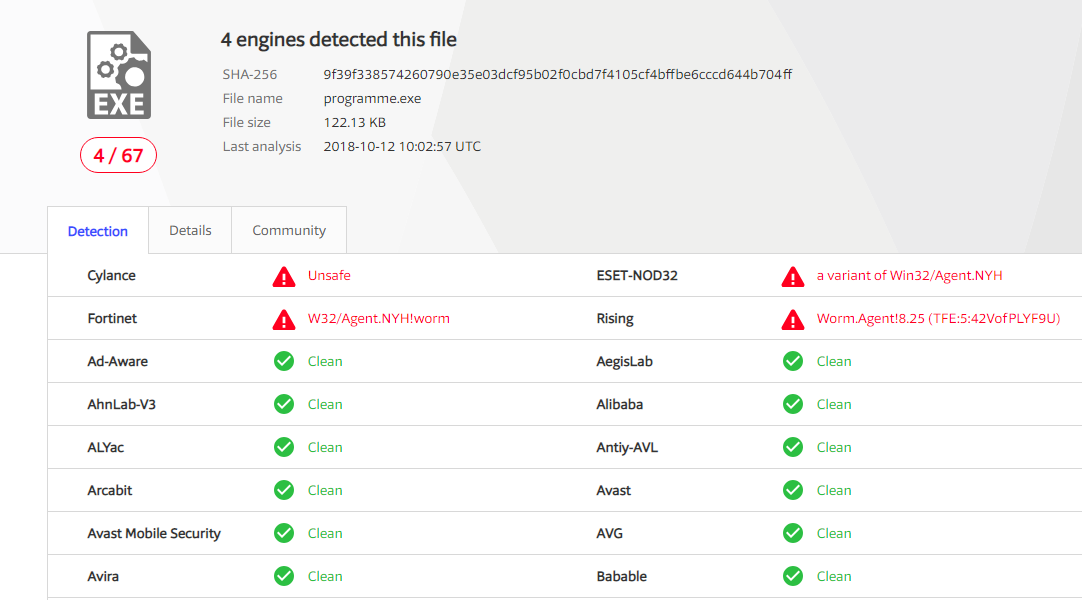 4 engines detected this file
SHA-256 9f39f338574260790e35e03dcf95b02f0cbd7f4105cf4bffbe6cccd644b704ff
EXE
File name programme.exe
File size 122.13 KB
4 / 67
Last analysis 2018-10-12 10:02:57 UTC
Detection Details Community
Cylance Unsafe ESET-NOD32 a variant of Win32/Agent.NYH
Fortinet W32/Agent.NYH!worm Rising Worm.Agent!8.25 (TFE:5:42VofPLYF9U)
Ad-Aware Clean AegisLab Clean
AhnLab-V3 Clean Alibaba Clean
ALYac Clean Antiy-AVL Clean
Arcabit Clean Avast Clean
Avast Mobile Security Clean AVG Clean
Avira Clean Babable Clean